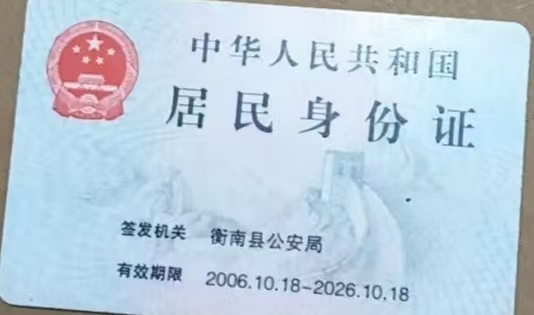 中华人民共和国
居民身份证
签发机关 衡南县公安局
有效期限 2006.10.18-2026.10.18